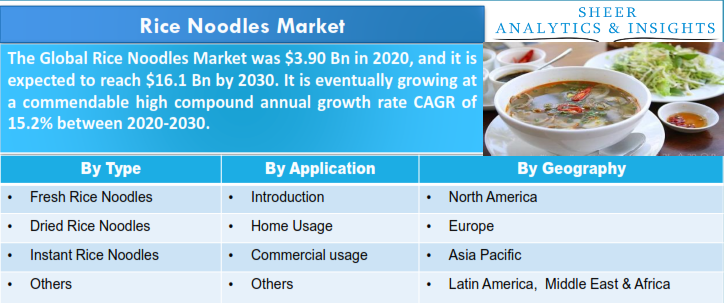 Rice Noodles Market
SHEER
ANALYTICS & INSIGHTS
The Global Rice Noodles Market was $3.90 Bn in 2020, and it is
expected to reach $16.1 Bn by 2030. It is eventually growing at
a commendable high compound annual growth rate CAGR of
15.2% between 2020-2030.
By Type
By Application
By Geography
• Fresh Rice Noodles
• Introduction
• North America
• Dried Rice Noodles
• Home Usage
• Europe
• Instant Rice Noodles
• Commercial usage
• Asia Pacific
• Others
• Others
• Latin America, Middle East & Africa